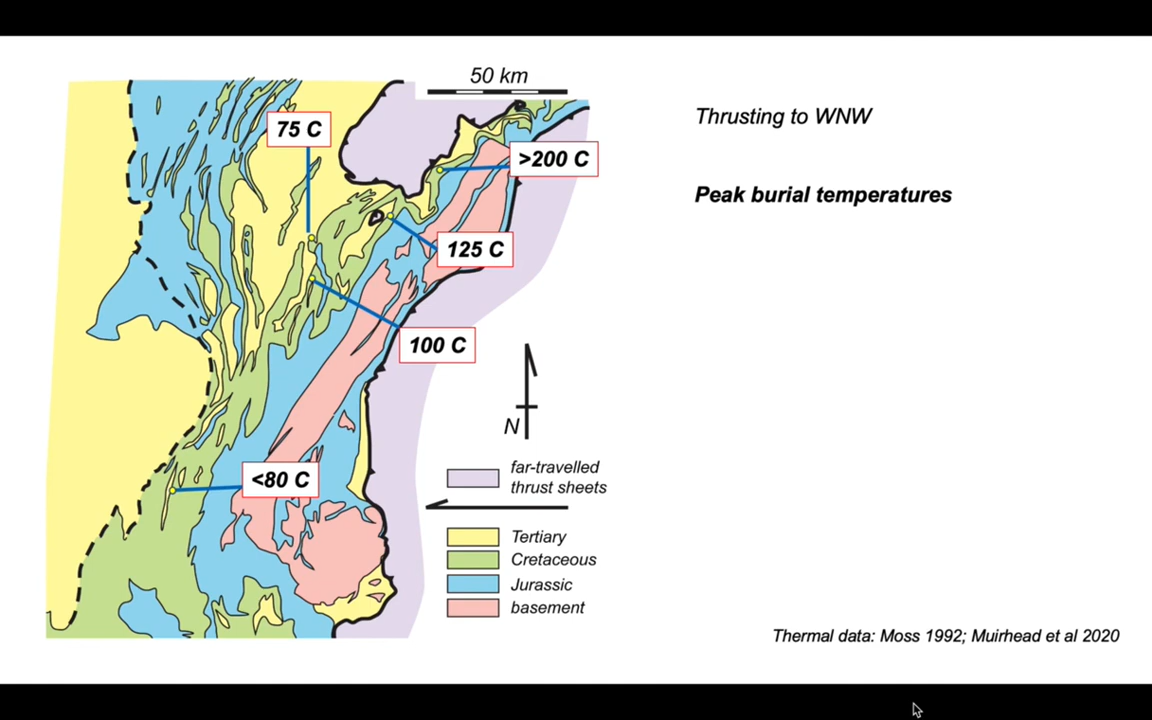 50 km
Thrusting to WNW
75 C
>200 C
Peak burial temperatures
125 C
100 C
N
<80 C
far-travelled
thrust sheets
Tertiary
Cretaceous
Jurassic
basement
Thermal data: Moss 1992; Muirhead et al 2020